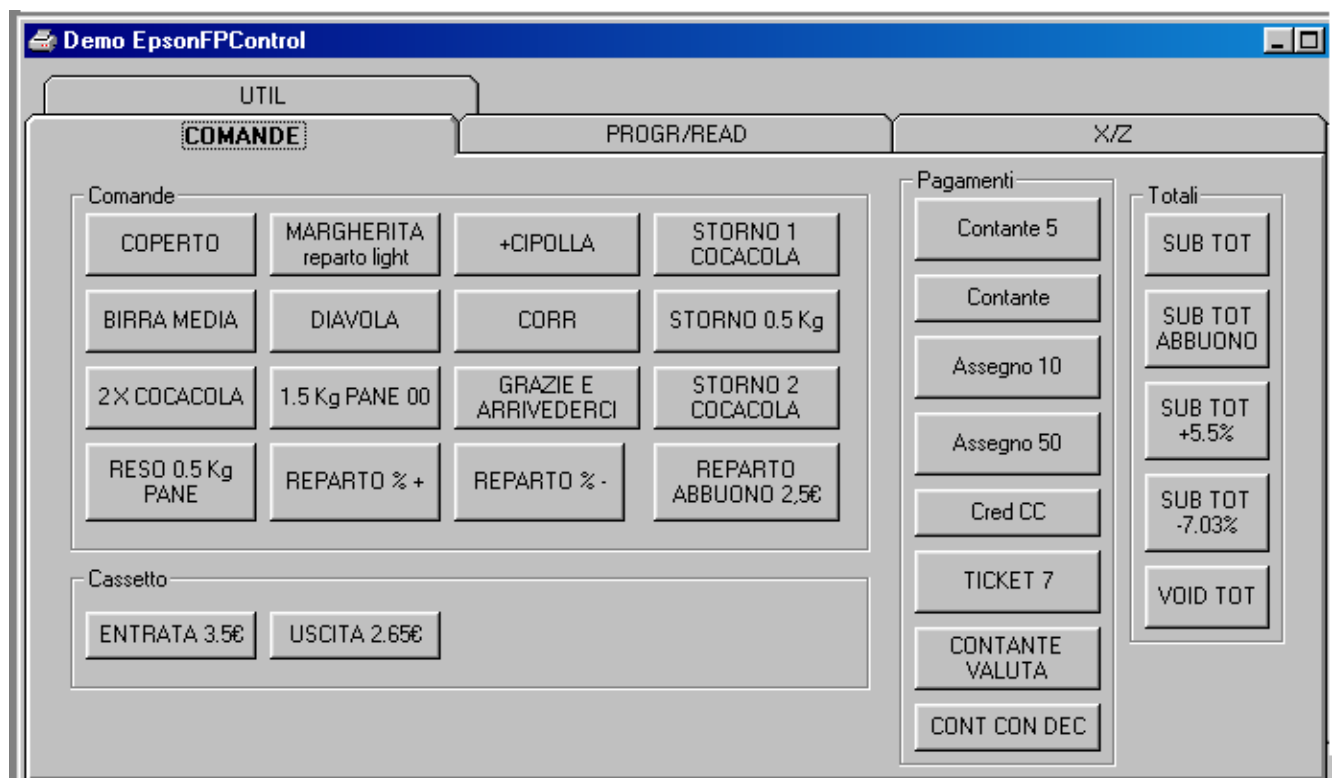 Demo EpsonFPControl
UTIL
COMANDE
PROGR/READ
X/Z
Comande
COPERTO
MARGHERITA
reparto light
+CIPOLLA
STORNO 1
COCACOLA
BIRRA MEDIA
DIAVOLA
CORR
STORNO 0.5 Kg
2X COCACOLA
1.5 Kg PANE 00
GRAZIE E
ARRIVEDERCI
STORNO 2
COCACOLA
RESO 0.5 Kg
PANE
REPARTO % +
REPARTO % -
REPARTO
ABBUONO 2,5€
Cassetto
ENTRATA 3.5€
USCITA 2.65€
Pagamenti
Contante 5
Contante
Assegno 10
Assegno 50
Cred CC
TICKET 7
CONTANTE
VALUTA
CONT CON DEC
Totali
SUB TOT
SUB TOT
ABBUONO
SUB TOT
+5.5%
SUB TOT
-7.03%
VOID TOT